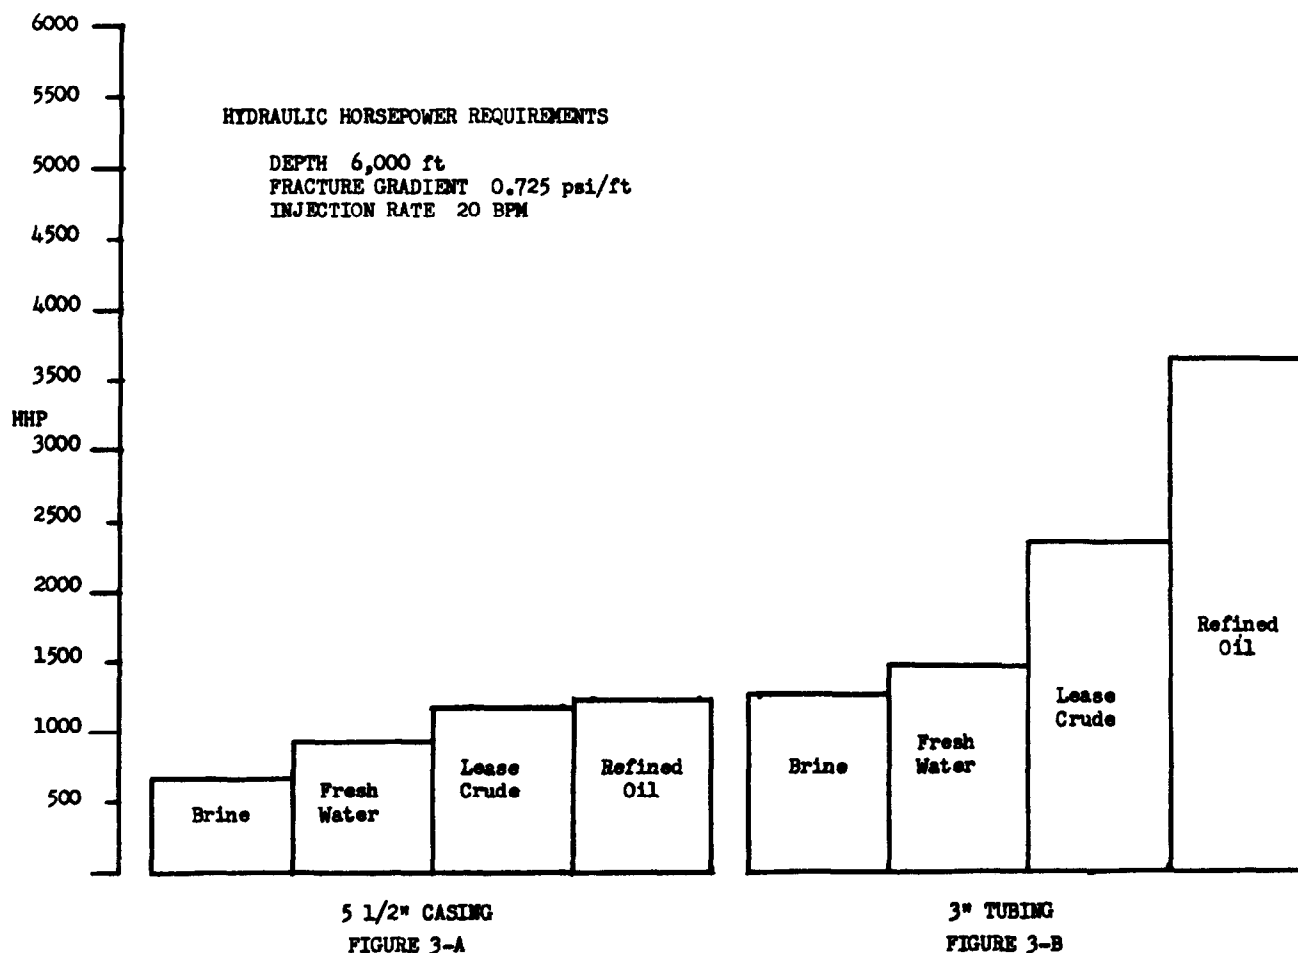 6000
5500
HYDRAULIC HORSEPOWER REQUIREMENTS
DEPTH 6,000 ft
FRACTURE GRADIENT 0.725 psi/ft
INJECTION RATE 20 BPM
5000
4500
4000
3500
HHP
3000
2500
2000
1500
1000
500
Brine
Fresh
Water
Lease
Crude
Refined
Oil
Brine
Fresh
Water
Lease
Crude
Refined
Oil
5 1/2" CASING
FIGURE 3-A
3" TUBING
FIGURE 3-B